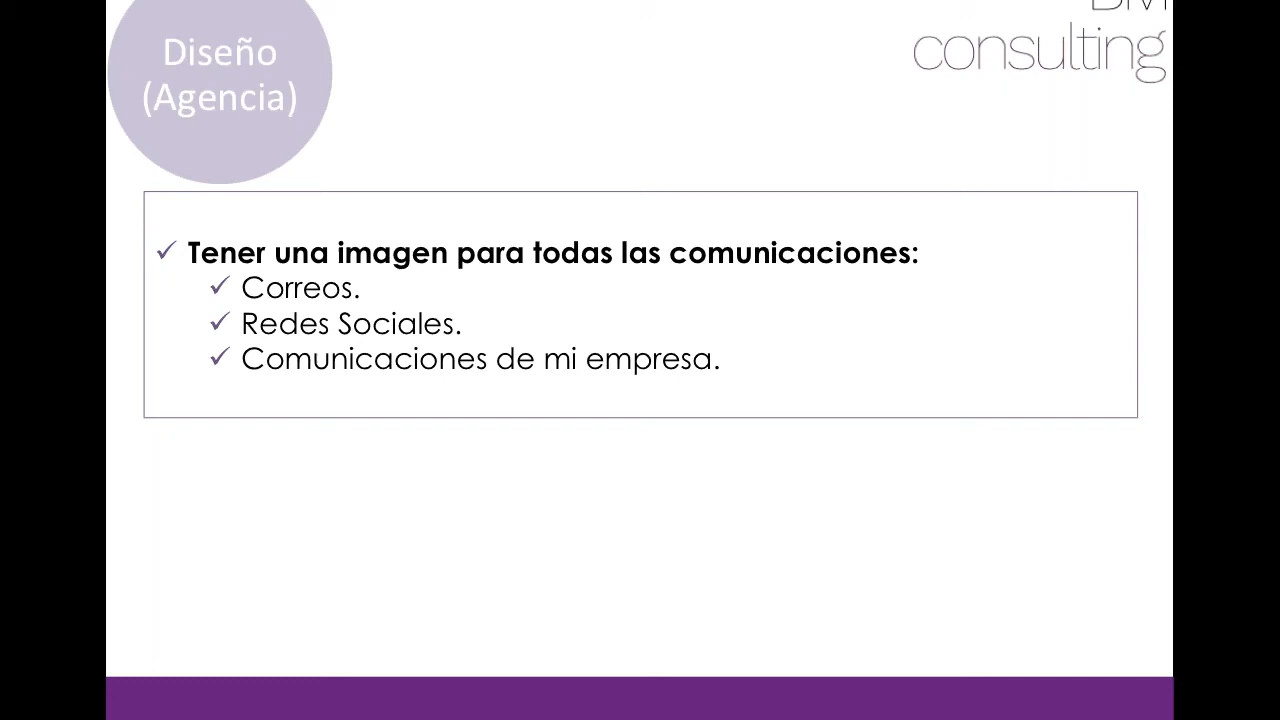 Diseño
(Agencia)
consulting
Tener una imagen para todas las comunicaciones:
Correos.
Redes Sociales.
Comunicaciones de mi empresa.